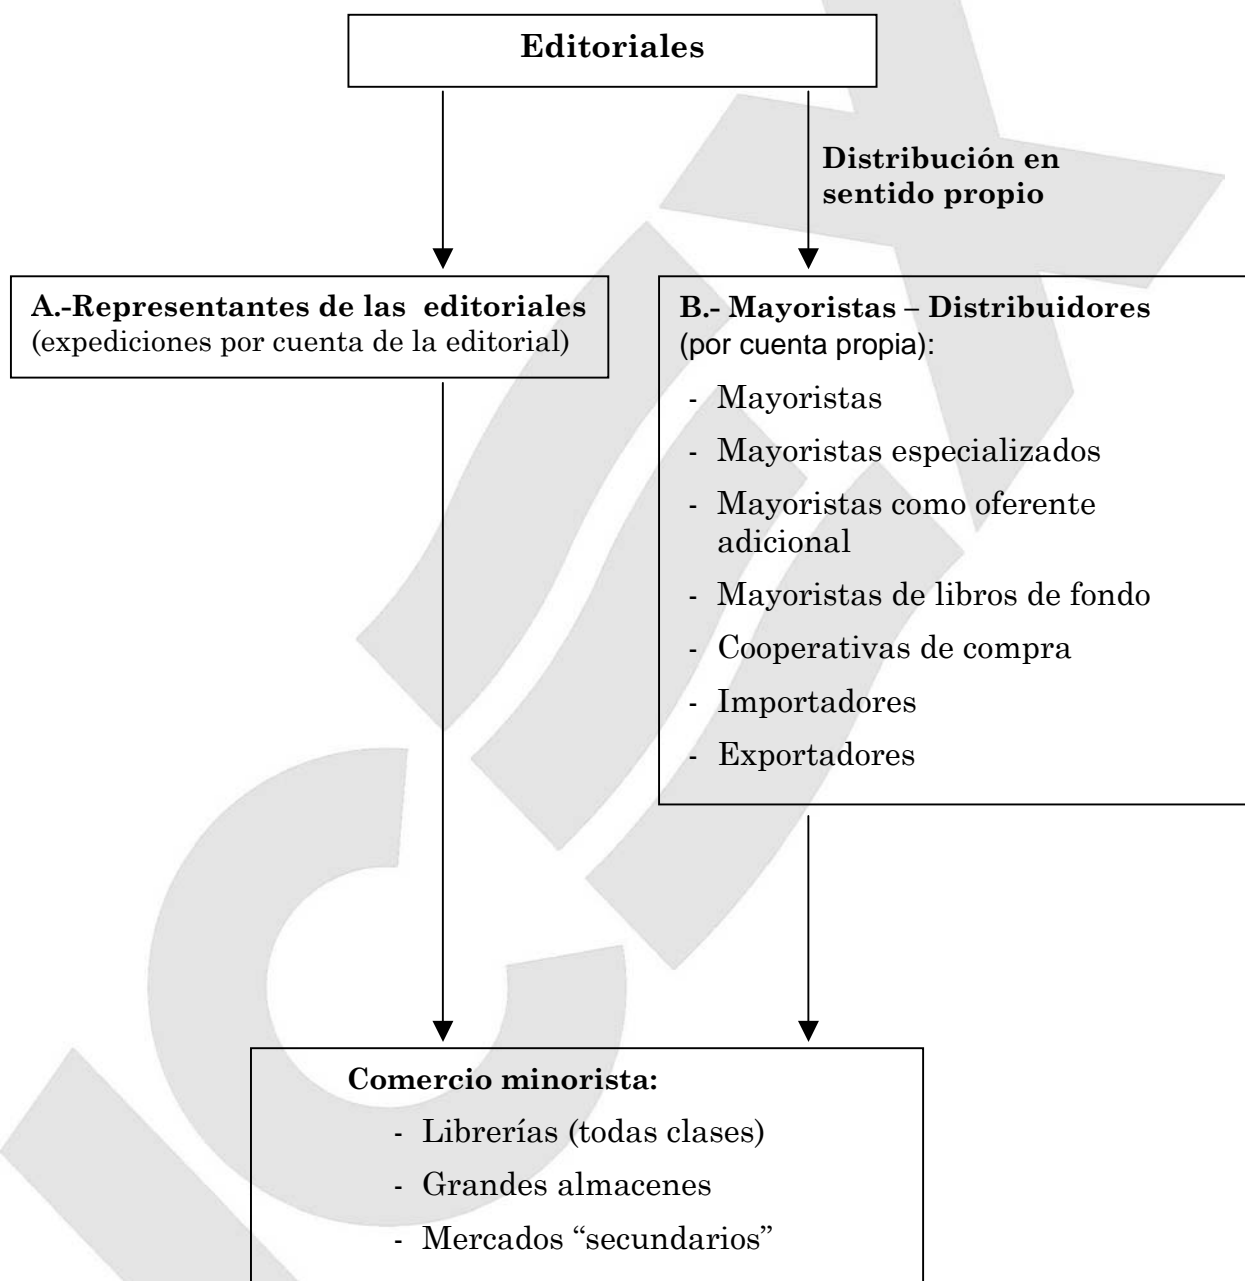 Editoriales
Distribución en
sentido propio
A.-Representantes de las  editoriales
(expediciones por cuenta de la editorial)
B.- Mayoristas – Distribuidores
(por cuenta propia):
- Mayoristas
- Mayoristas especializados
- Mayoristas como oferente
adicional
- Mayoristas de libros de fondo
- Cooperativas de compra
- Importadores
- Exportadores
Comercio minorista:
- Librerías (todas clases)
- Grandes almacenes
- Mercados “secundarios”